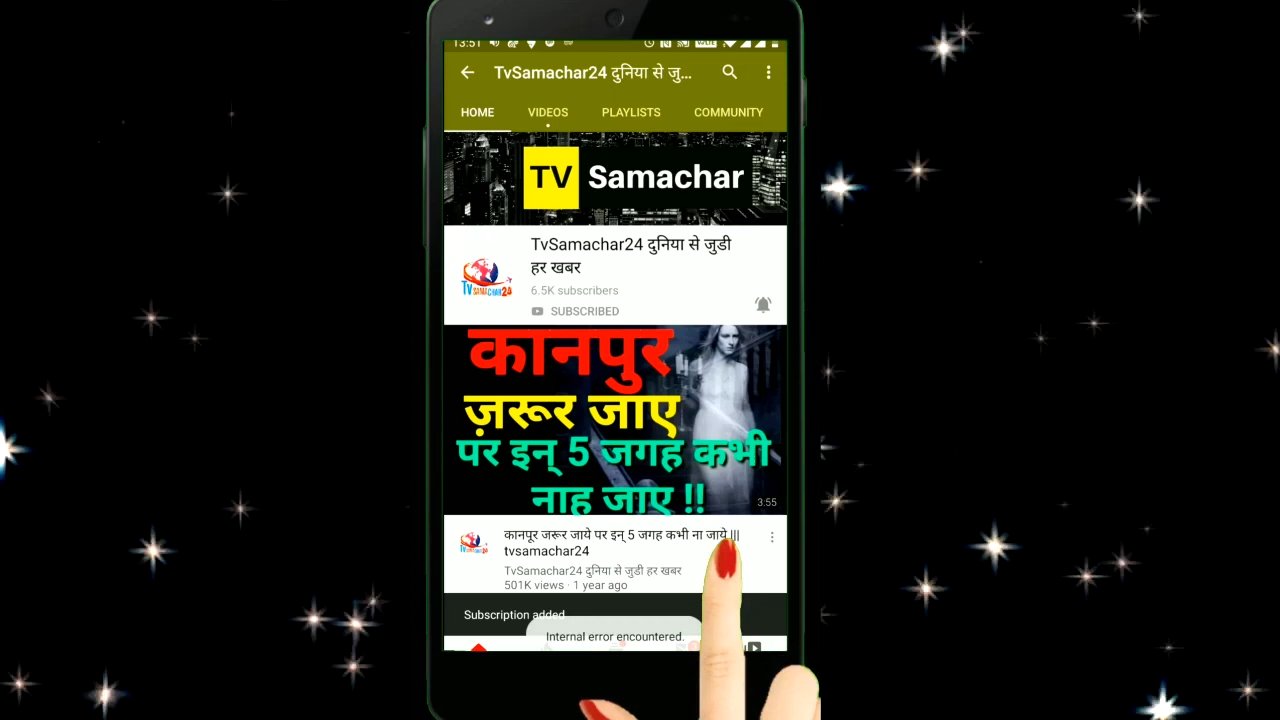 13:51
TvSamachar24 दुनिया से जु...
HOME VIDEOS PLAYLISTS COMMUNITY
TV Samachar
TvSamachar24 दुनिया से जुडी
हर खबर
6.5K subscribers
SUBSCRIBED
TV SAMACHAR24
कानपुर
ज़रूर जाए
पर इन् 5 जगह कभी
नाह जाए !!
3:55
कानपूर जरूर जाये पर इन् 5 जगह कभी ना जाये |||
tvsamachar24
TvSamachar24 दुनिया से जुडी हर खबर
501K views · 1 year ago
Subscription added
Internal error encountered.